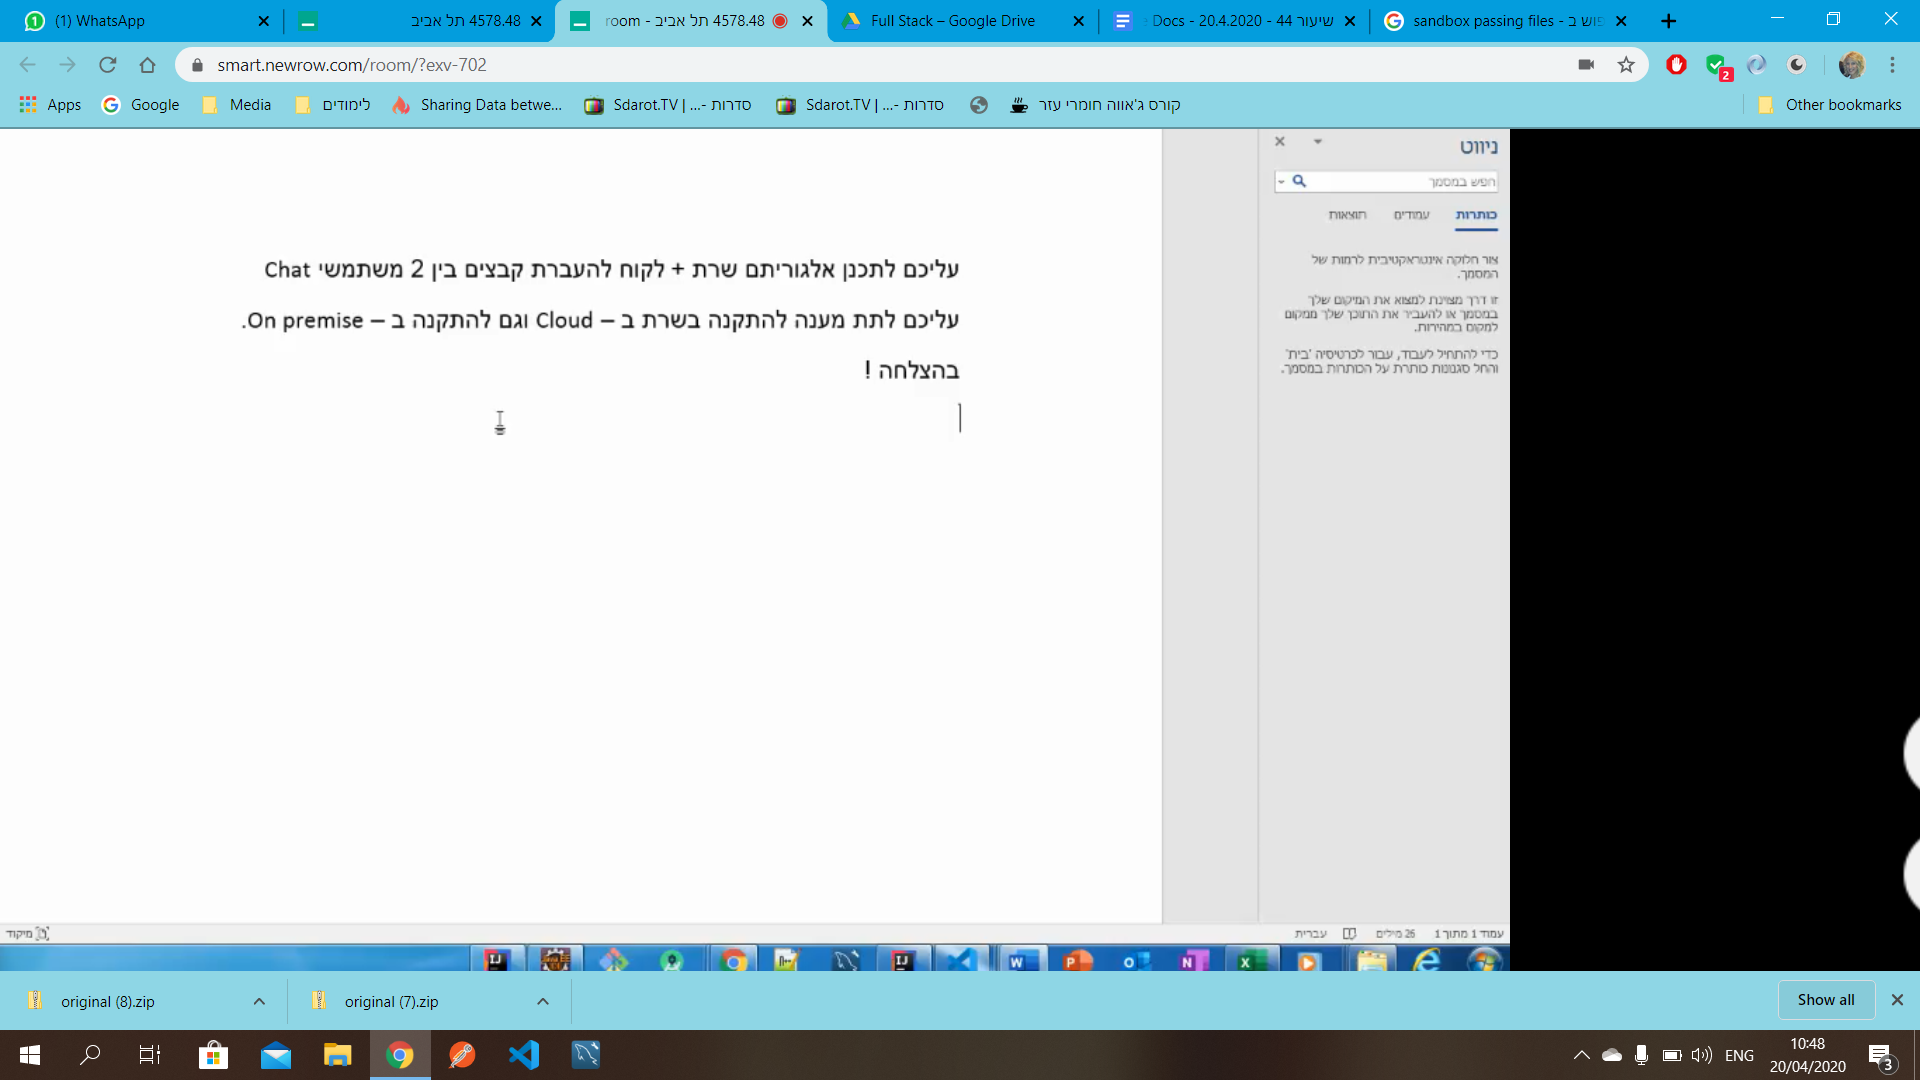 (1) WhatsApp
4578.48 תל אביב
room - 4578.48 תל אביב
Full Stack – Google Drive
Docs - 20.4.2020 - 44 שיעור
sandbox passing files - ב
smart.newrow.com/room/?exv-702
2
Apps
Google
Media
לימודים
Sharing Data betwe...
Sdarot.TV | ...- סדרות
Sdarot.TV | ...- סדרות
קורס ג'אווה חומרי עזר
Other bookmarks
ניווט
חפש במסמך
כותרות
עמודים
תוצאות
צור חלוקה אינטראקטיבית לרמות של
המסמך.
זו דרך מצוינת למצוא את המיקום שלך
במסמך או להעביר את התוכן שלך ממקום
למקום במהירות.
כדי להתחיל לעבוד, עבור לכרטיסיה 'בית'
והחל סגנונות כותרת על הכותרות במסמך.
עליכם לתכנן אלגוריתם שרת + לקוח להעברת קבצים בין 2 משתמשי Chat
עליכם לתת מענה להתקנה בשרת ב – Cloud וגם להתקנה ב – On premise.
בהצלחה !
עמוד 1 מתוך 1
26 מילים
עברית
מיקוד
original (8).zip
original (7).zip
Show all
ENG
10:48
20/04/2020
3